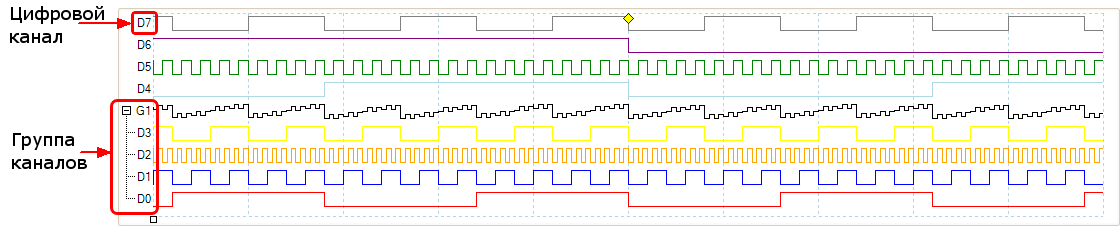 Цифровой
канал
D7
D6
D5
D4
G1
Группа
каналов
D3
D2
D1
D0